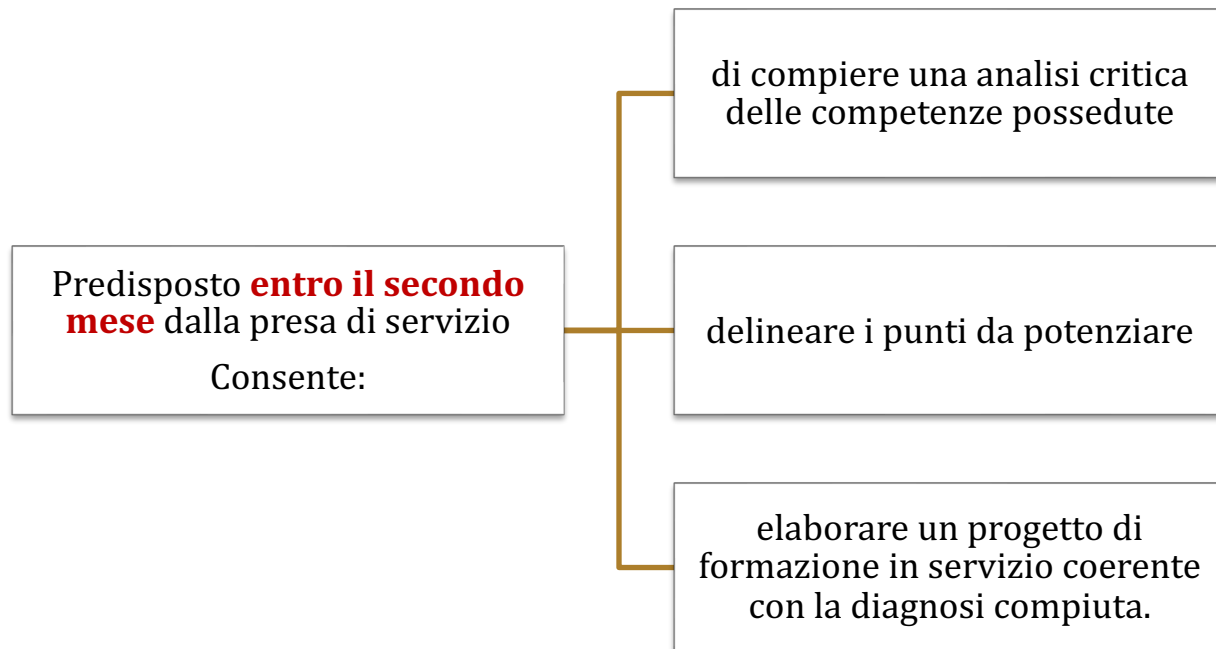 di compiere una analisi critica
delle competenze possedute
Predisposto entro il secondo
mese dalla presa di servizio
Consente:
delineare i punti da potenziare
elaborare un progetto di
formazione in servizio coerente
con la diagnosi compiuta.